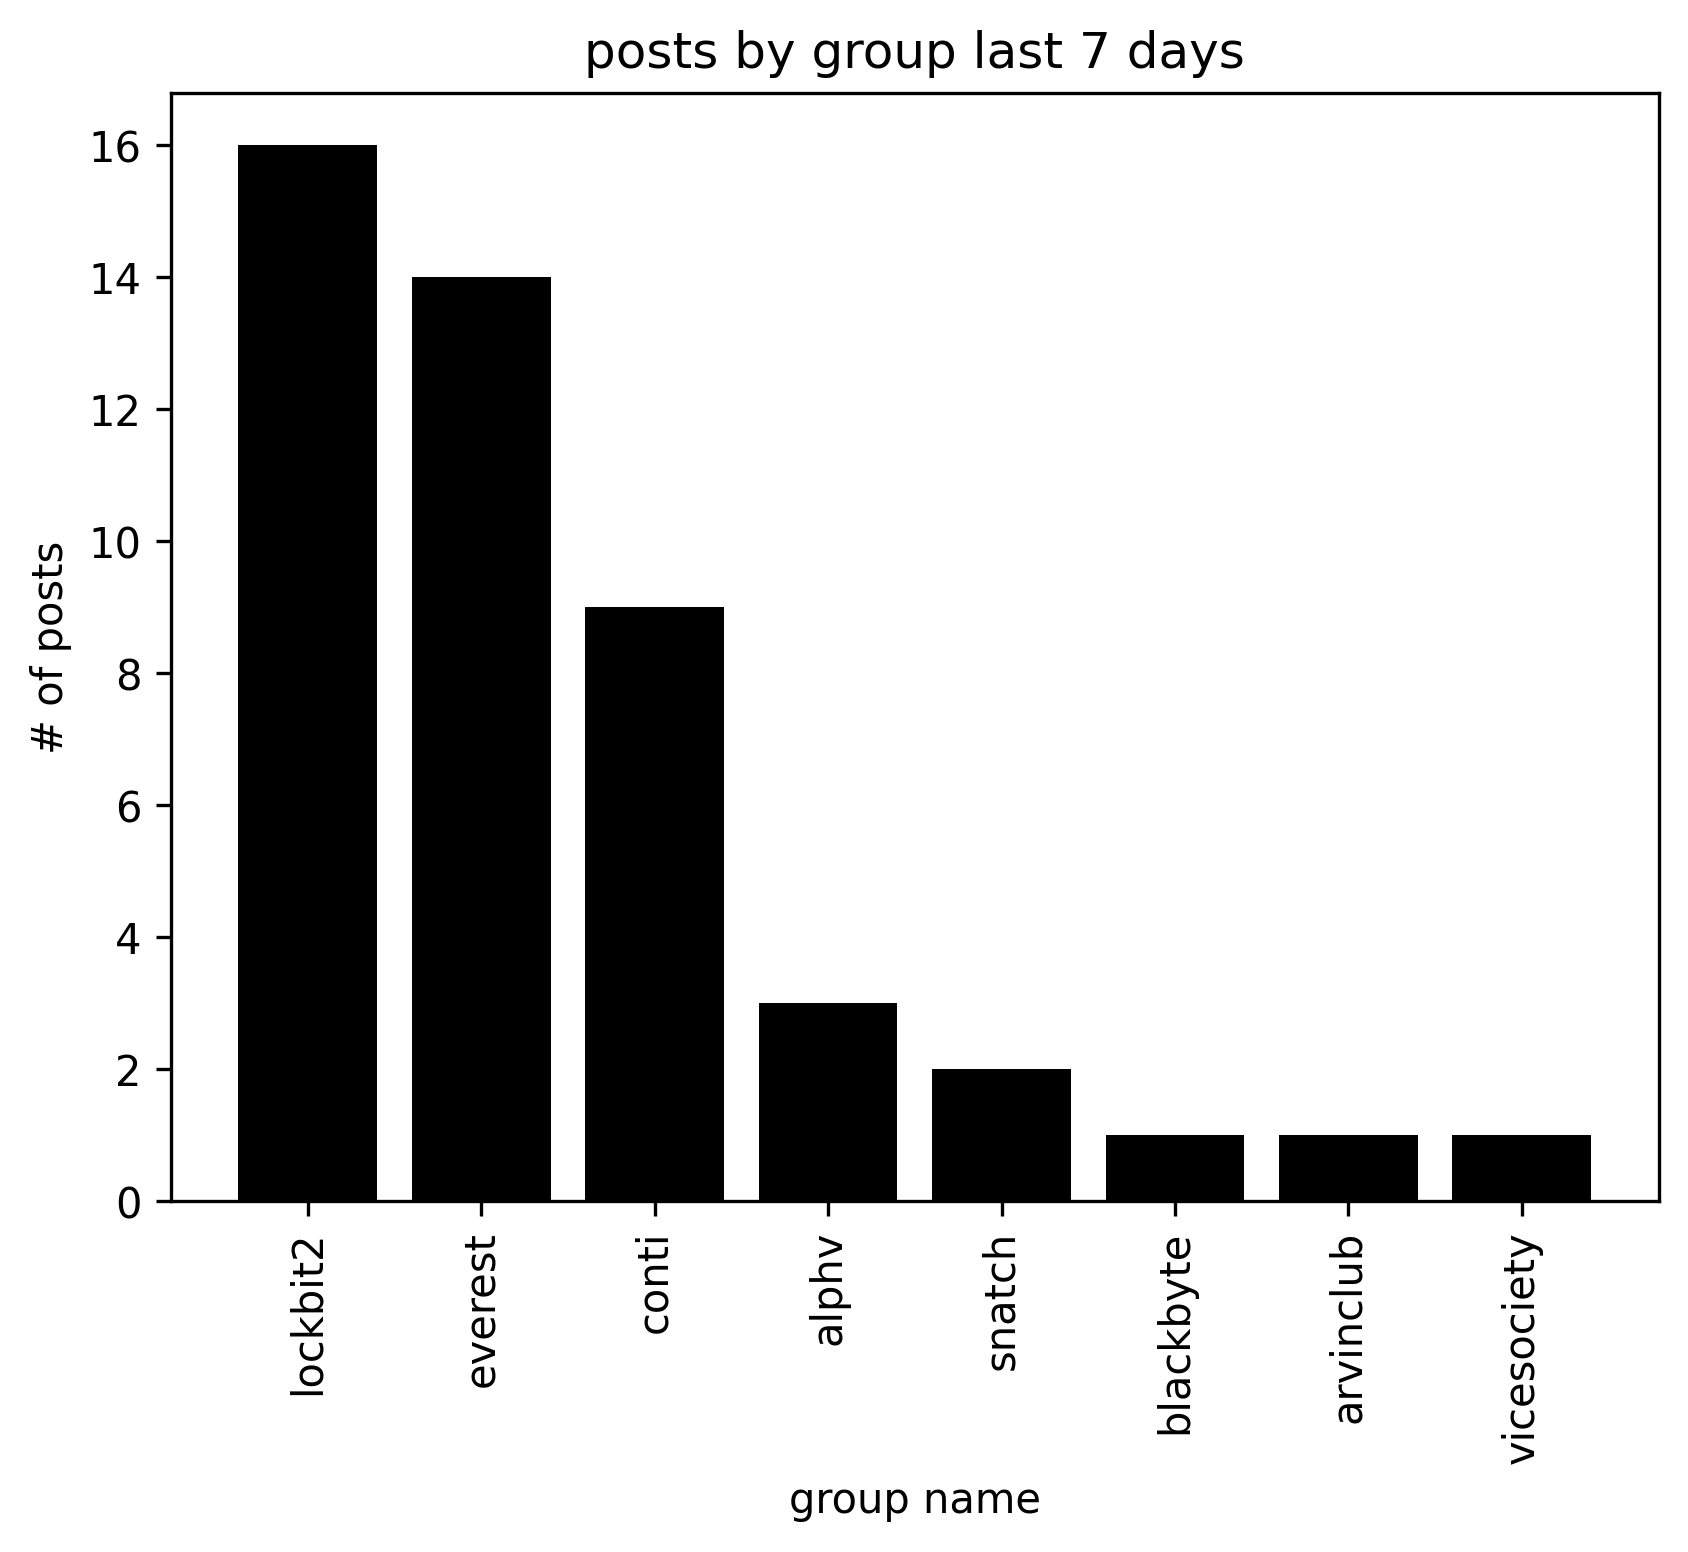 posts by group last 7 days
# of posts
16
14
12
10
8
6
4
2
0
lockbit2
everest
conti
alphv
snatch
blackbyte
arvinclub
vicesociety
group name